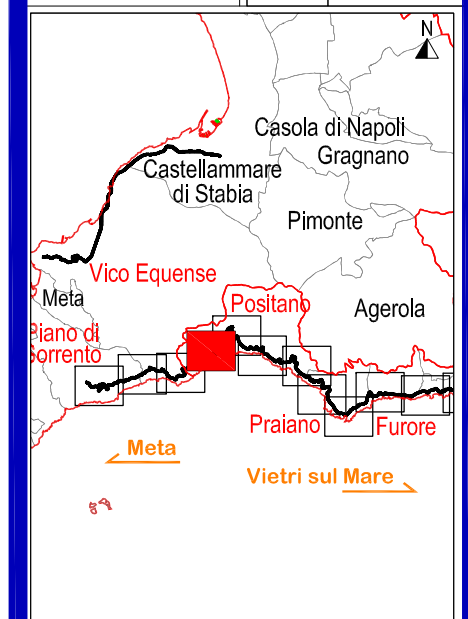 N
Casola di Napoli
Gragnano
Castellammare
di Stabia
Pimonte
Vico Equense
Meta
Positano
Agerola
Piano di
Sorrento
Praiano
Furore
Meta
Vietri sul Mare